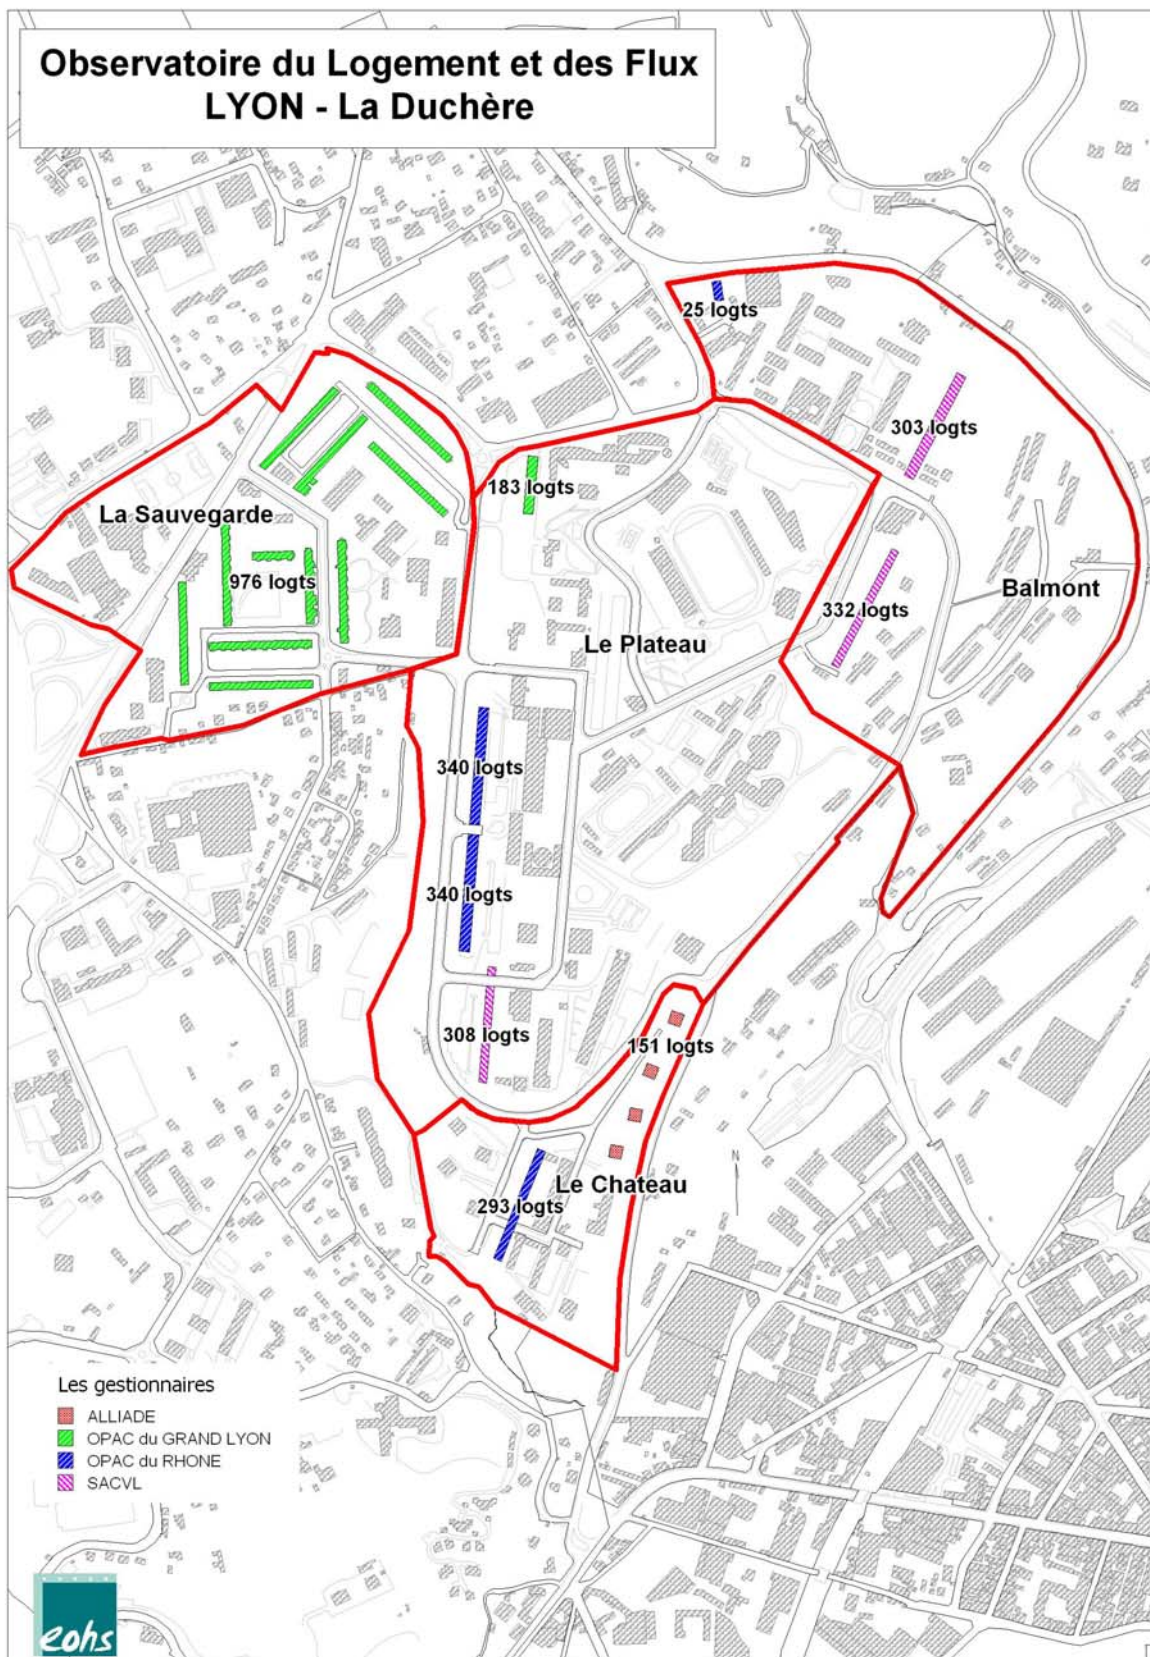 Observatoire du Logement et des Flux
LYON - La Duchère
25 logts
303 logts
183 logts
La Sauvegarde
976 logts
Balmont
332 logts
Le Plateau
340 logts
340 logts
308 logts
151 logts
N
Le Chateau
293 logts
Les gestionnaires
ALLIADE
OPAC du GRAND LYON
OPAC du RHONE
SACVL
eohs